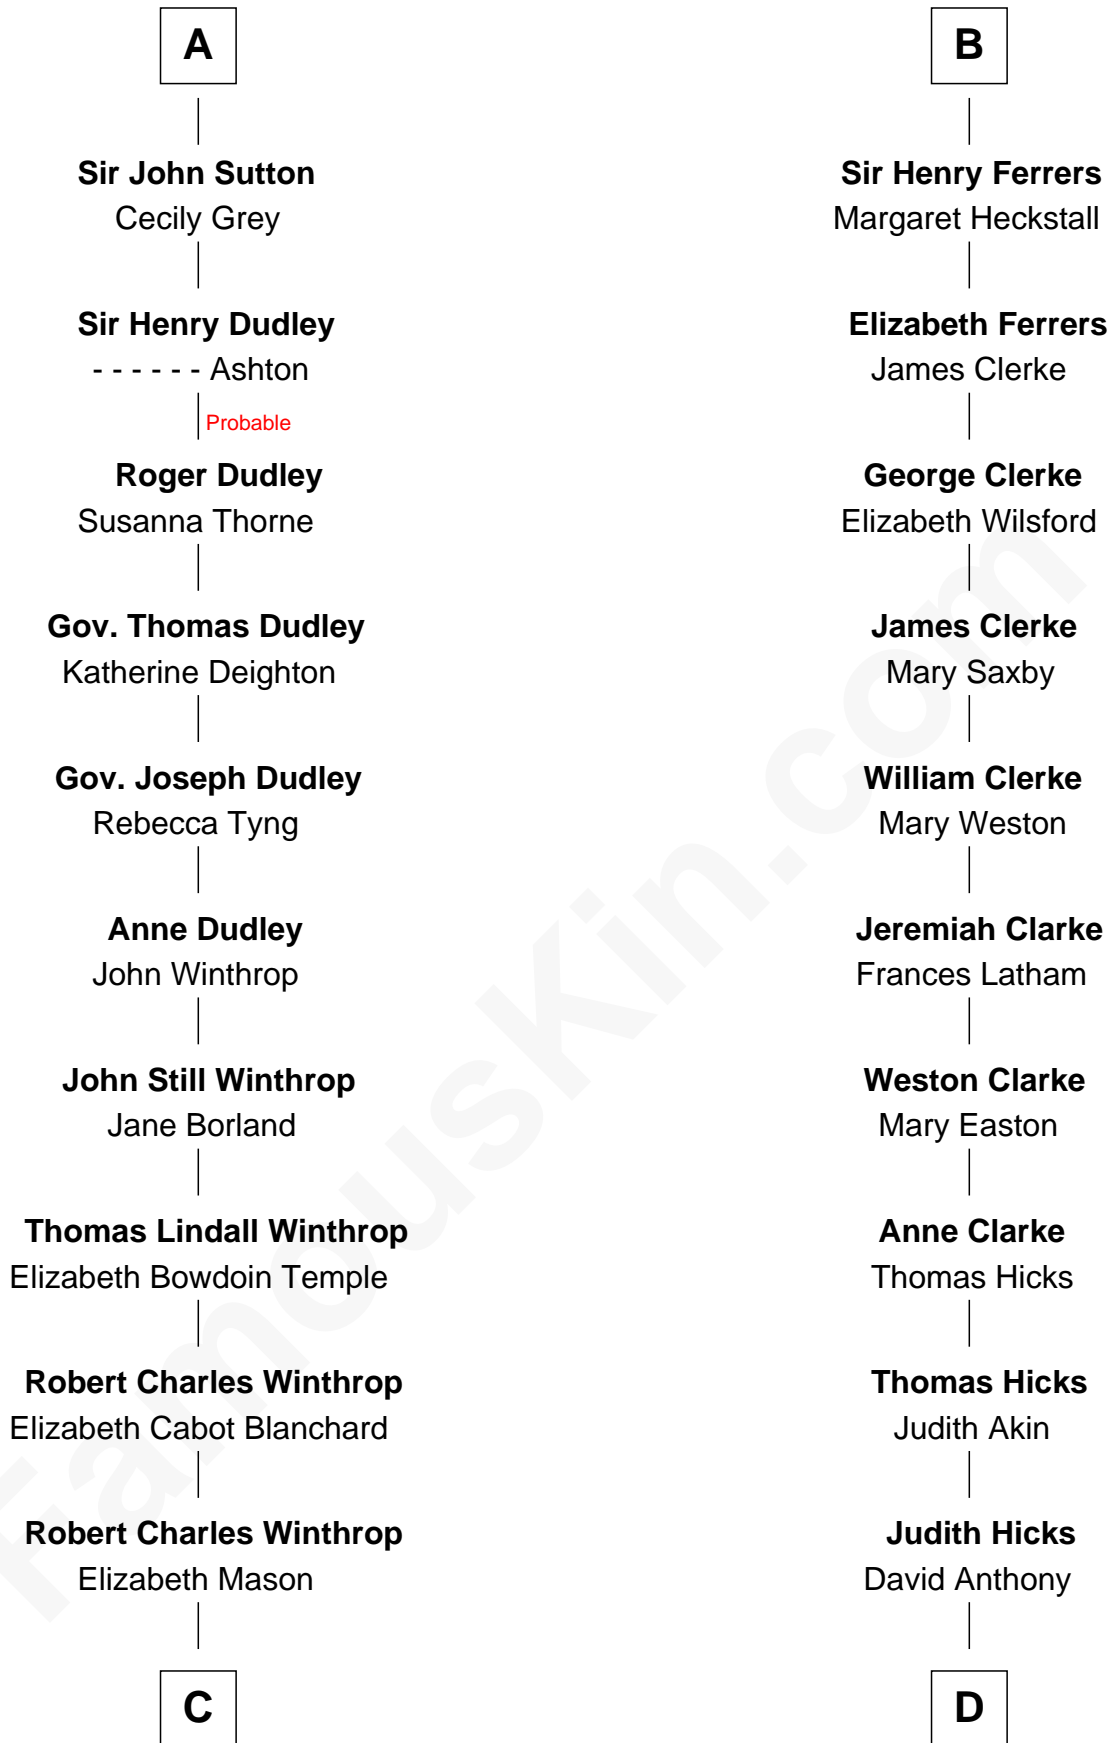 A
Sir John Sutton
Cecily Grey
Sir Henry Dudley
- - - - - - Ashton
Probable
Roger Dudley
Susanna Thorne
Gov. Thomas Dudley
Katherine Deighton
Gov. Joseph Dudley
Rebecca Tyng
Anne Dudley
John Winthrop
John Still Winthrop
Jane Borland
Thomas Lindall Winthrop
Elizabeth Bowdoin Temple
Robert Charles Winthrop
Elizabeth Cabot Blanchard
Robert Charles Winthrop
Elizabeth Mason
C
B
Sir Henry Ferrers
Margaret Heckstall
Elizabeth Ferrers
James Clerke
George Clerke
Elizabeth Wilsford
James Clerke
Mary Saxby
William Clerke
Mary Weston
Jeremiah Clarke
Frances Latham
Weston Clarke
Mary Easton
Anne Clarke
Thomas Hicks
Thomas Hicks
Judith Akin
Judith Hicks
David Anthony
D
FamousKin.com